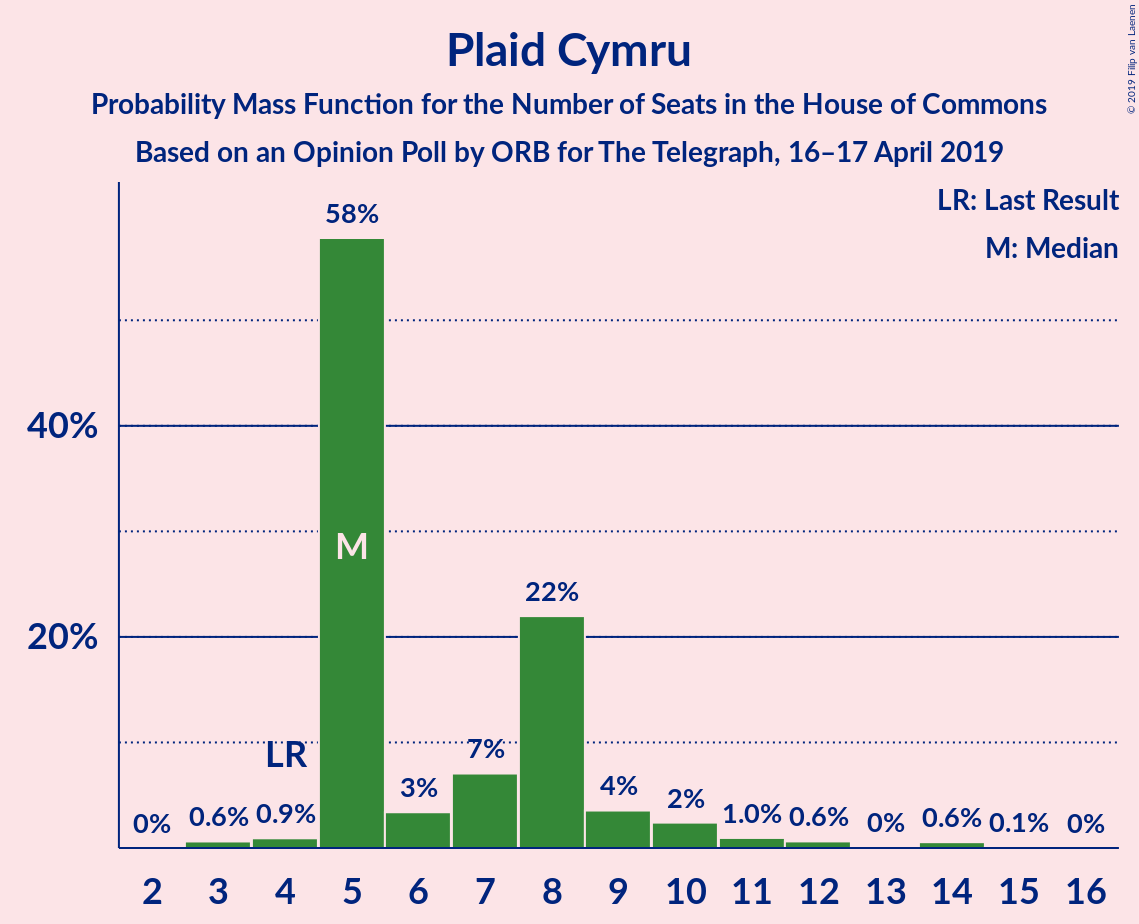 Plaid Cymru
Probability Mass Function for the Number of Seats in the House of Commons
Based on an Opinion Poll by ORB for The Telegraph, 16–17 April 2019
© 2019 Filip van Laenen
LR: Last Result
M: Median
58%
40%
M
22%
20%
LR
7%
3%
4%
2%
0%
0.6%
0.9%
1.0%
0.6%
0%
0.6%
0.1%
0%
2 3 4 5 6 7 8 9 10 11 12 13 14 15 16